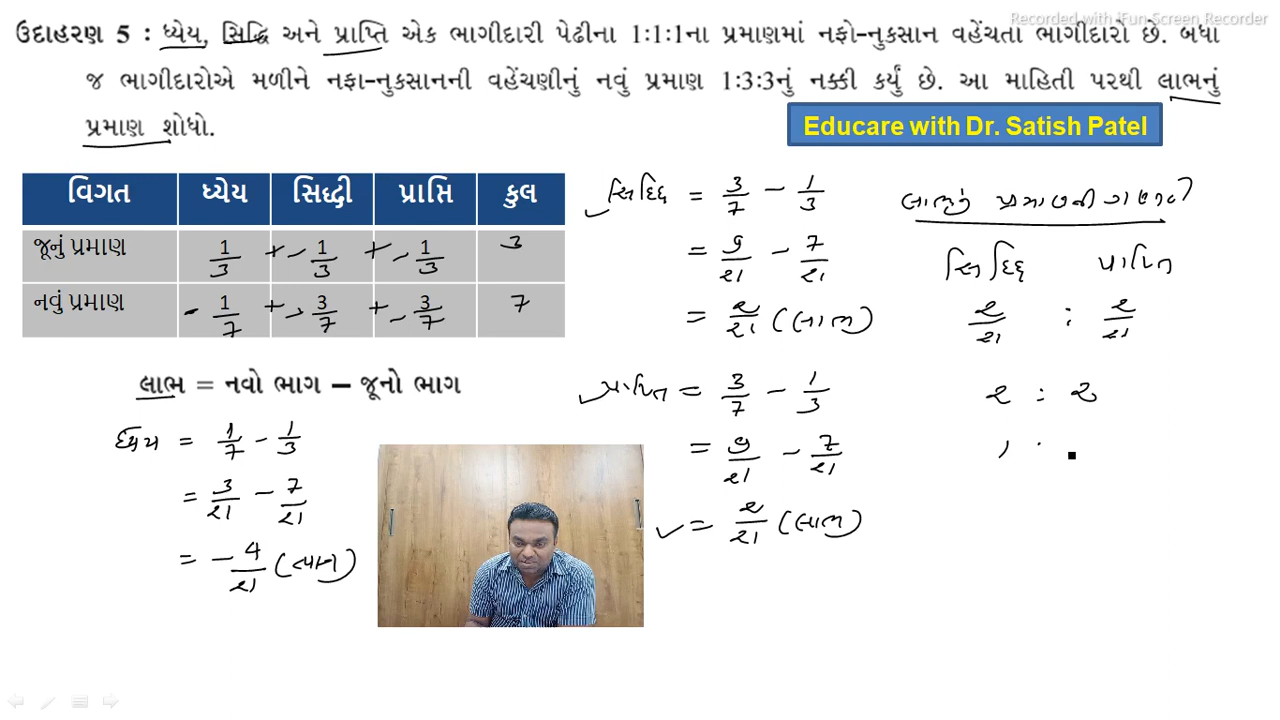 Recorded with iFun Screen Recorder
ઉદાહરણ 5 : ધ્યેય, સિદ્ધિ અને પ્રાપ્તિ એક ભાગીદારી પેઢીના 1:1:1ના પ્રમાણમાં નફો-નુકસાન વહેંચતા ભાગીદારો છે. બધા
જ ભાગીદારોએ મળીને નફા-નુકસાનની વહેંચણીનું નવું પ્રમાણ 1:3:3નું નક્કી કર્યું છે. આ માહિતી પરથી લાભનું
પ્રમાણ શોધો.
Educare with Dr. Satish Patel
વિગત ધ્યેય સિદ્ધી પ્રાપ્તિ કુલ
જૂનું પ્રમાણ 1/3 1/3 1/3 3
નવું પ્રમાણ 1/7 3/7 3/7 7
લાભ = નવો ભાગ – જૂનો ભાગ
ધ્યેય = 1/7 - 1/3
= 3/21 - 7/21
= - 4/21 (ત્યાગ)
સિદ્ધિ = 3/7 - 1/3
= 9/21 - 7/21
= 2/21 (લાભ)
પ્રાપ્તિ = 3/7 - 1/3
= 9/21 - 7/21
= 2/21 (લાભ)
લાભનું પ્રમાણની ગણતરી
સિદ્ધિ પ્રાપ્તિ
2/21 : 2/21
2 : 2
1 :